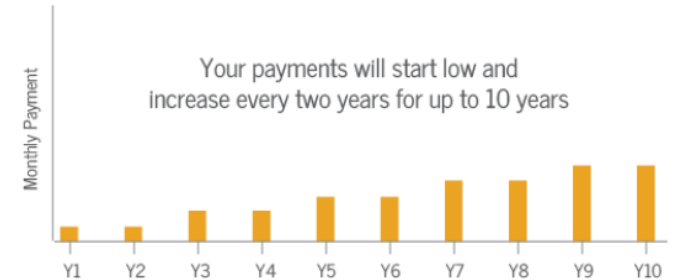 Your payments will start low and
increase every two years for up to 10 years
Monthly Payment
Y1 Y2 Y3 Y4 Y5 Y6 Y7 Y8 Y9 Y10